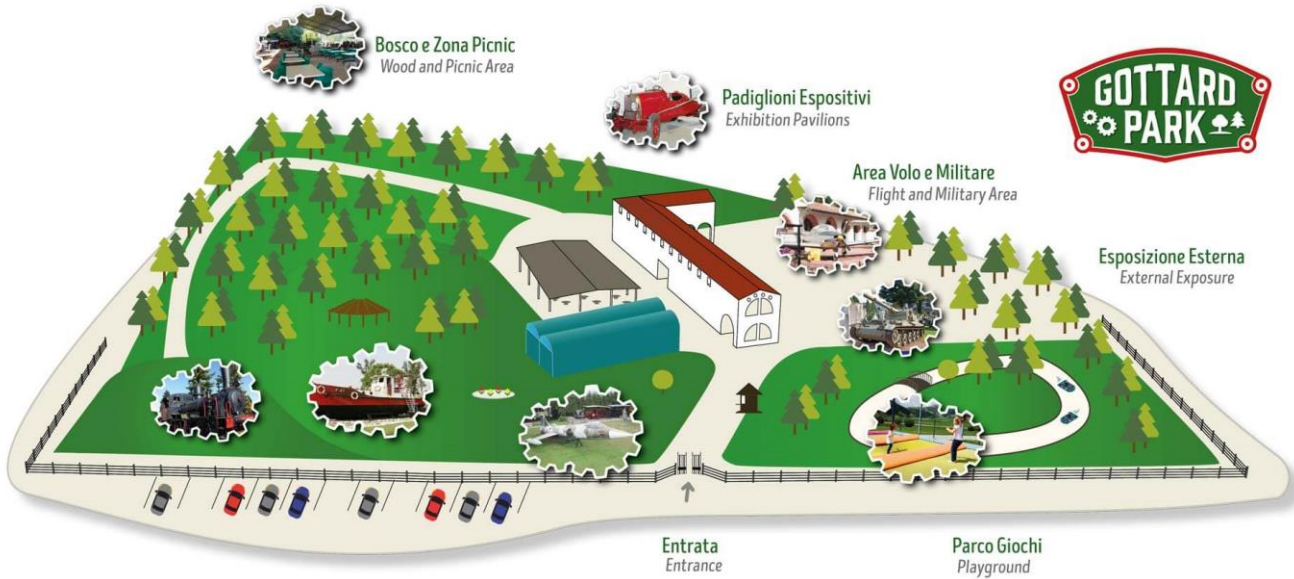 Bosco e Zona Picnic
Wood and Picnic Area
Padiglioni Espositivi
Exhibition Pavilions
GOTTARD
PARK
Area Volo e Militare
Flight and Military Area
Esposizione Esterna
External Exposure
Entrata
Entrance
Parco Giochi
Playground